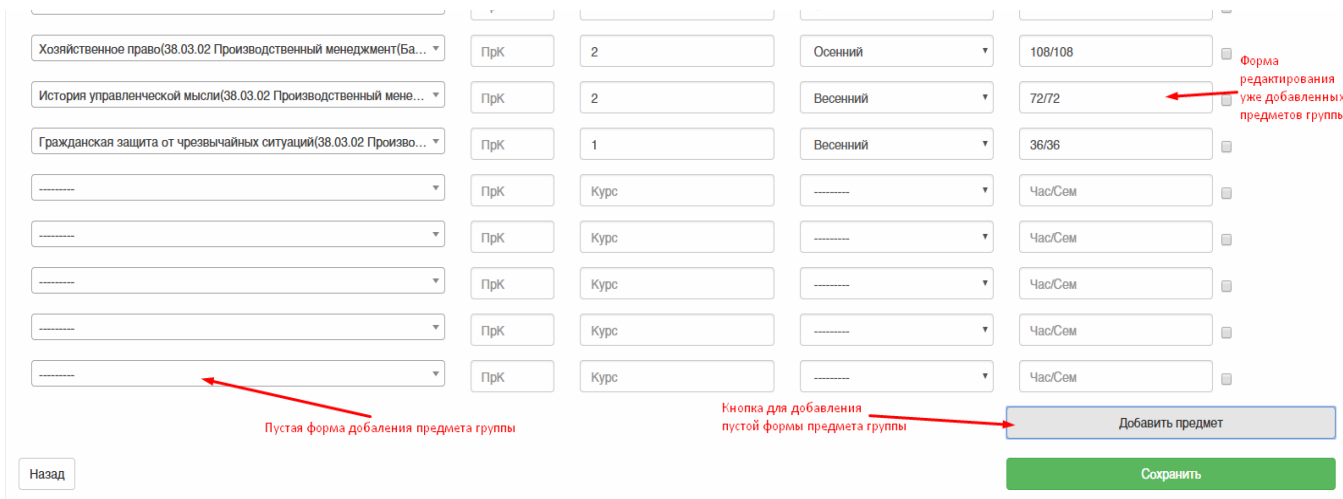 Хозяйственное право(38.03.02 Производственный менеджмент(Ба... ПрК 2 Осенний 108/108
Форма
редактирования
уже добавленных
предметов группы
История управленческой мысли(38.03.02 Производственный мене... ПрК 2 Весенний 72/72
Гражданская защита от чрезвычайных ситуаций(38.03.02 Произво... ПрК 1 Весенний 36/36
--------- ПрК Курс --------- Час/Сем
--------- ПрК Курс --------- Час/Сем
--------- ПрК Курс --------- Час/Сем
--------- ПрК Курс --------- Час/Сем
--------- ПрК Курс --------- Час/Сем
Пустая форма добаления предмета группы
Кнопка для добавления
пустой формы предмета группы
Добавить предмет
Назад
Сохранить